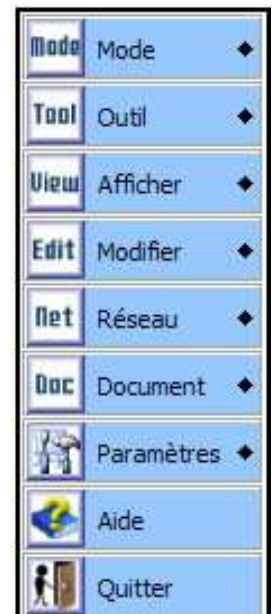 Mode Mode
Tool Outil
View Afficher
Edit Modifier
Net Réseau
Doc Document
Paramètres
Aide
Quitter